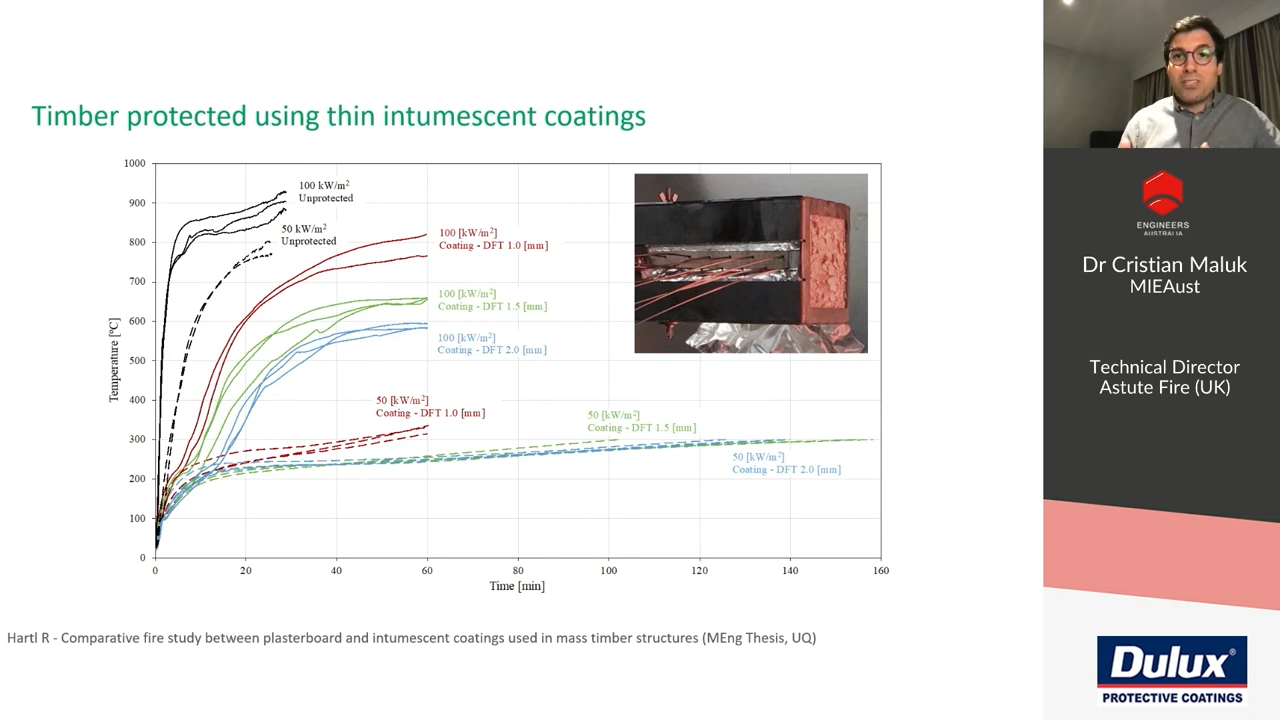 Timber protected using thin intumescent coatings
1000
900
800
700
600
500
400
300
200
100
0
Temperature [°C]
0
20
40
60
80
100
120
140
160
Time [min]
100 kW/m²
Unprotected
50 kW/m²
Unprotected
100 [kW/m²]
Coating - DFT 1.0 [mm]
100 [kW/m²]
Coating - DFT 1.5 [mm]
100 [kW/m²]
Coating - DFT 2.0 [mm]
50 [kW/m²]
Coating - DFT 1.0 [mm]
50 [kW/m²]
Coating - DFT 1.5 [mm]
50 [kW/m²]
Coating - DFT 2.0 [mm]
Hartl R - Comparative fire study between plasterboard and intumescent coatings used in mass timber structures (MEng Thesis, UQ)
ENGINEERS
AUSTRALIA
Dr Cristian Maluk
MIEAust
Technical Director
Astute Fire (UK)
Dulux®
PROTECTIVE COATINGS